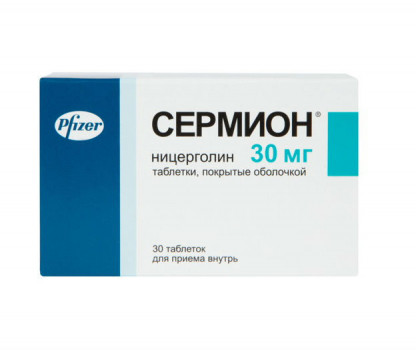 Pfizer
СЕРМИОН®
ницерголин 30 мг
таблетки, покрытые оболочкой
30 таблеток
для приема внутрь